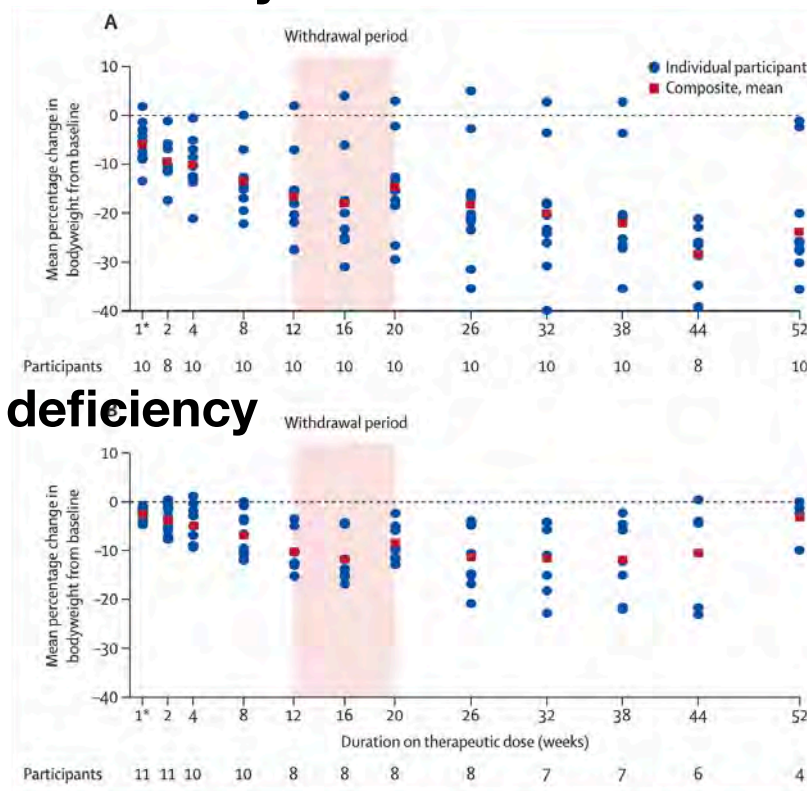 A
Withdrawal period
Individual participant
Composite, mean
Mean percentage change in
bodyweight from baseline
10
0
−10
−20
−30
−40
1* 2 4 8 12 16 20 26 32 38 44 52
Participants 10 8 10 10 10 10 10 10 10 10 8 10
deficiency
Withdrawal period
Mean percentage change in
bodyweight from baseline
10
0
−10
−20
−30
−40
1* 2 4 8 12 16 20 26 32 38 44 52
Duration on therapeutic dose (weeks)
Participants 11 11 10 10 8 8 8 8 7 7 6 4